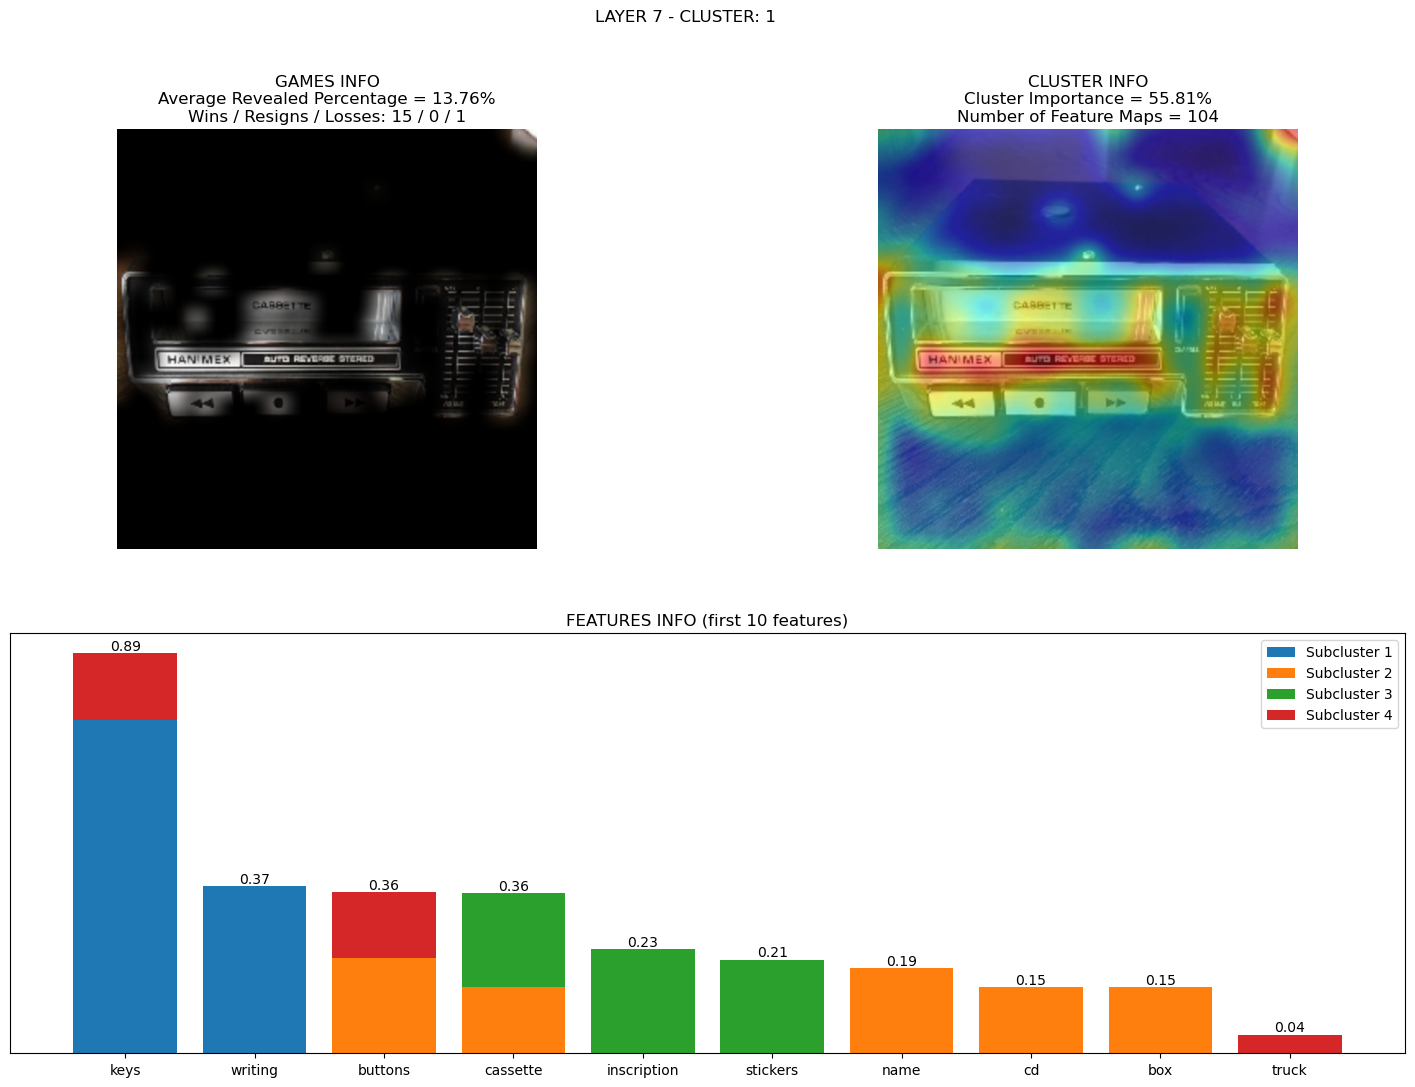 LAYER 7 - CLUSTER: 1
GAMES INFO
Average Revealed Percentage = 13.76%
Wins / Resigns / Losses: 15 / 0 / 1
CASSETTE
HANIMEX AUTO REVERSE STEREO
CLUSTER INFO
Cluster Importance = 55.81%
Number of Feature Maps = 104
CASSETTE
HANIMEX AUTO REVERSE STEREO
FEATURES INFO (first 10 features)
Subcluster 1
Subcluster 2
Subcluster 3
Subcluster 4
0.89 0.37 0.36 0.36 0.23 0.21 0.19 0.15 0.15 0.04
keys writing buttons cassette inscription stickers name cd box truck